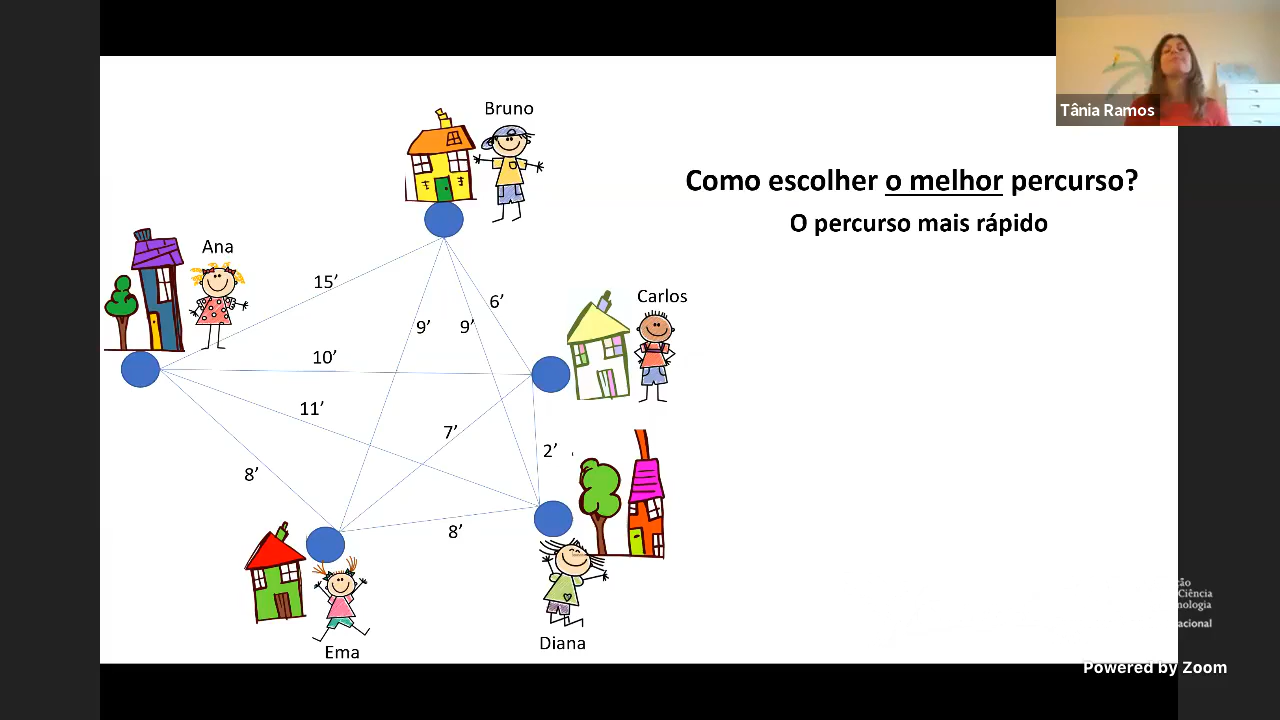 Tânia Ramos
Bruno
Como escolher o melhor percurso?
O percurso mais rápido
Ana
15’
6’
Carlos
9’
9’
10’
11’
7’
2’
8’
8’
Ema
Diana
ção
Ciência
nologia
acional
Powered by Zoom